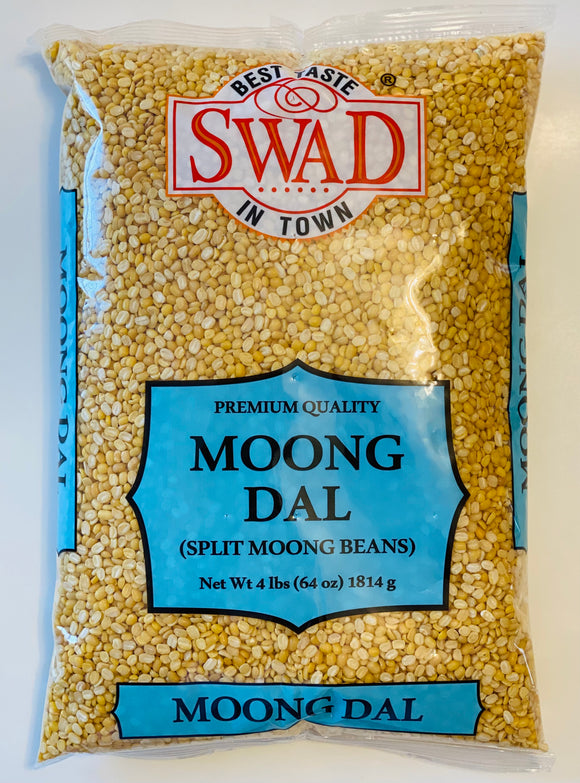 BEST TASTE
®
SWAD
IN TOWN
MOONG DAL
MOONG DAL
PREMIUM QUALITY
MOONG
DAL
(SPLIT MOONG BEANS)
Net Wt 4 lbs (64 oz) 1814 g
MOONG DAL